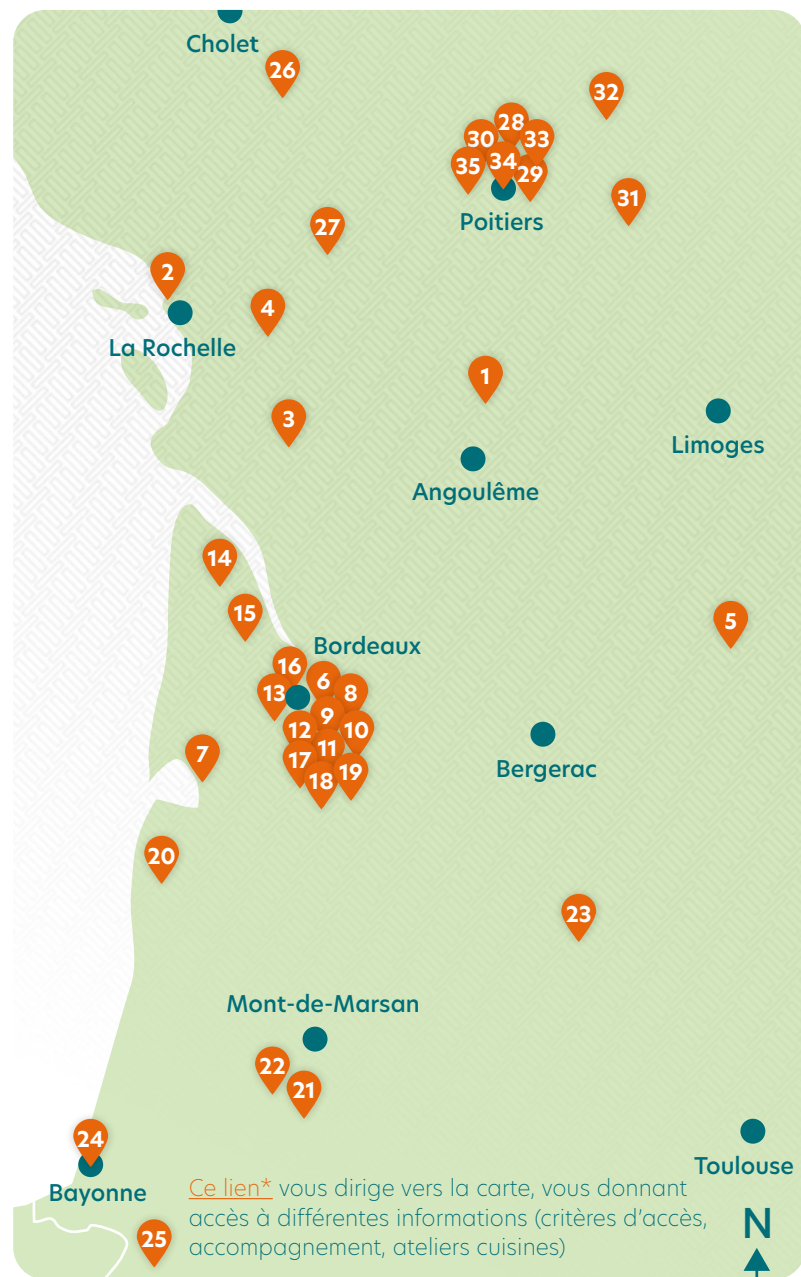 Cholet
26
32
28
30
33
34
35
29
31
Poitiers
27
2
4
La Rochelle
1
3
Limoges
Angoulême
14
15
5
Bordeaux
16
6
13
8
9
12
10
11
7
17
19
18
Bergerac
20
23
Mont-de-Marsan
22
21
24
Bayonne
Toulouse
Ce lien* vous dirige vers la carte, vous donnant
accès à différentes informations (critères d'accès,
accompagnement, ateliers cuisines)
25
N